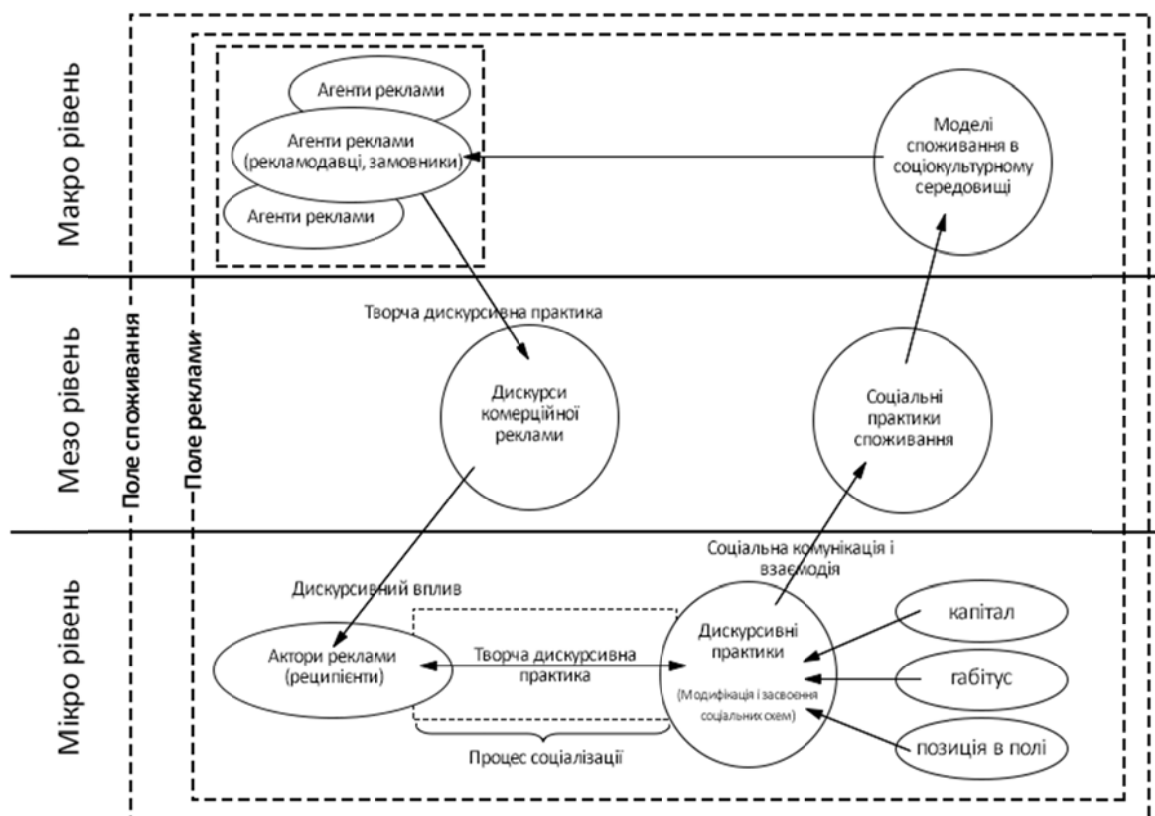 Макро рівень
Агенти реклами
Агенти реклами
(рекламодавці, замовники)
Агенти реклами
Моделі
споживання в
соціокультурному
середовищі
Мезо рівень
Поле споживання
Поле реклами
Творча дискурсивна практика
Дискурси
комерційної
реклами
Соціальні
практики
споживання
Мікро рівень
Соціальна комунікація і
взаємодія
Дискурсивний вплив
Актори реклами
(реципієнти)
Творча дискурсивна
практика
Процес соціалізації
Дискурсивні
практики
(Модифікація і засвоєння
соціальних схем)
капітал
габітус
позиція в полі